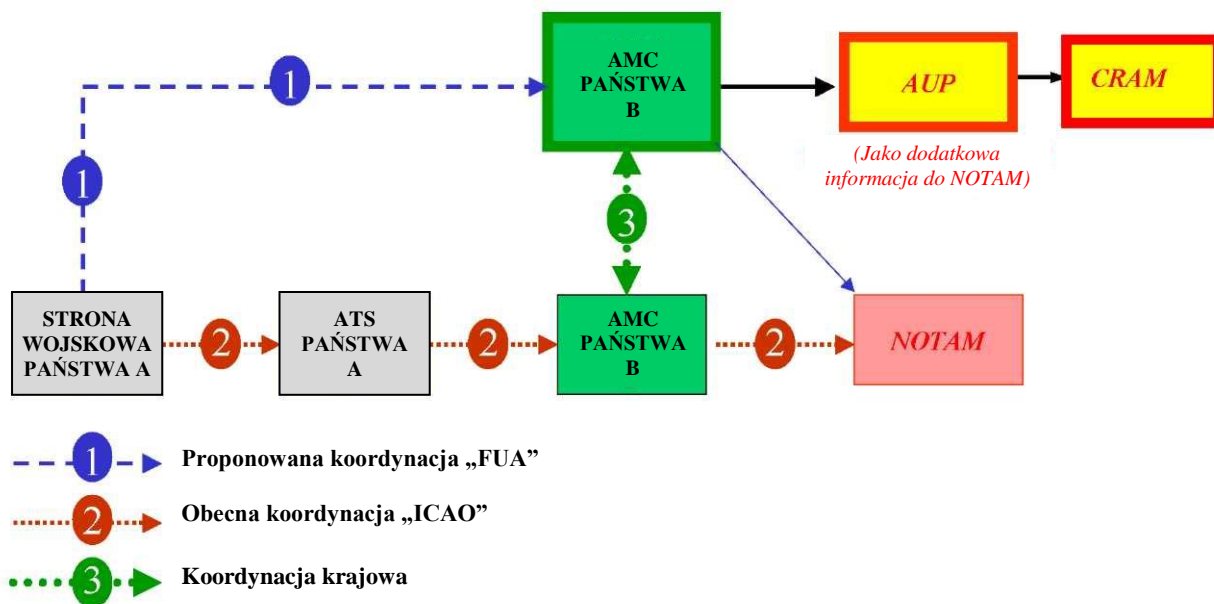 AMC
PAŃSTWA
B
AUP
CRAM
1
(Jako dodatkowa
informacja do NOTAM)
1
3
STRONA
WOJSKOWA
PAŃSTWA A
2
ATS
PAŃSTWA
A
2
AMC
PAŃSTWA
B
2
NOTAM
1 Proponowana koordynacja „FUA”
2 Obecna koordynacja „ICAO”
3 Koordynacja krajowa